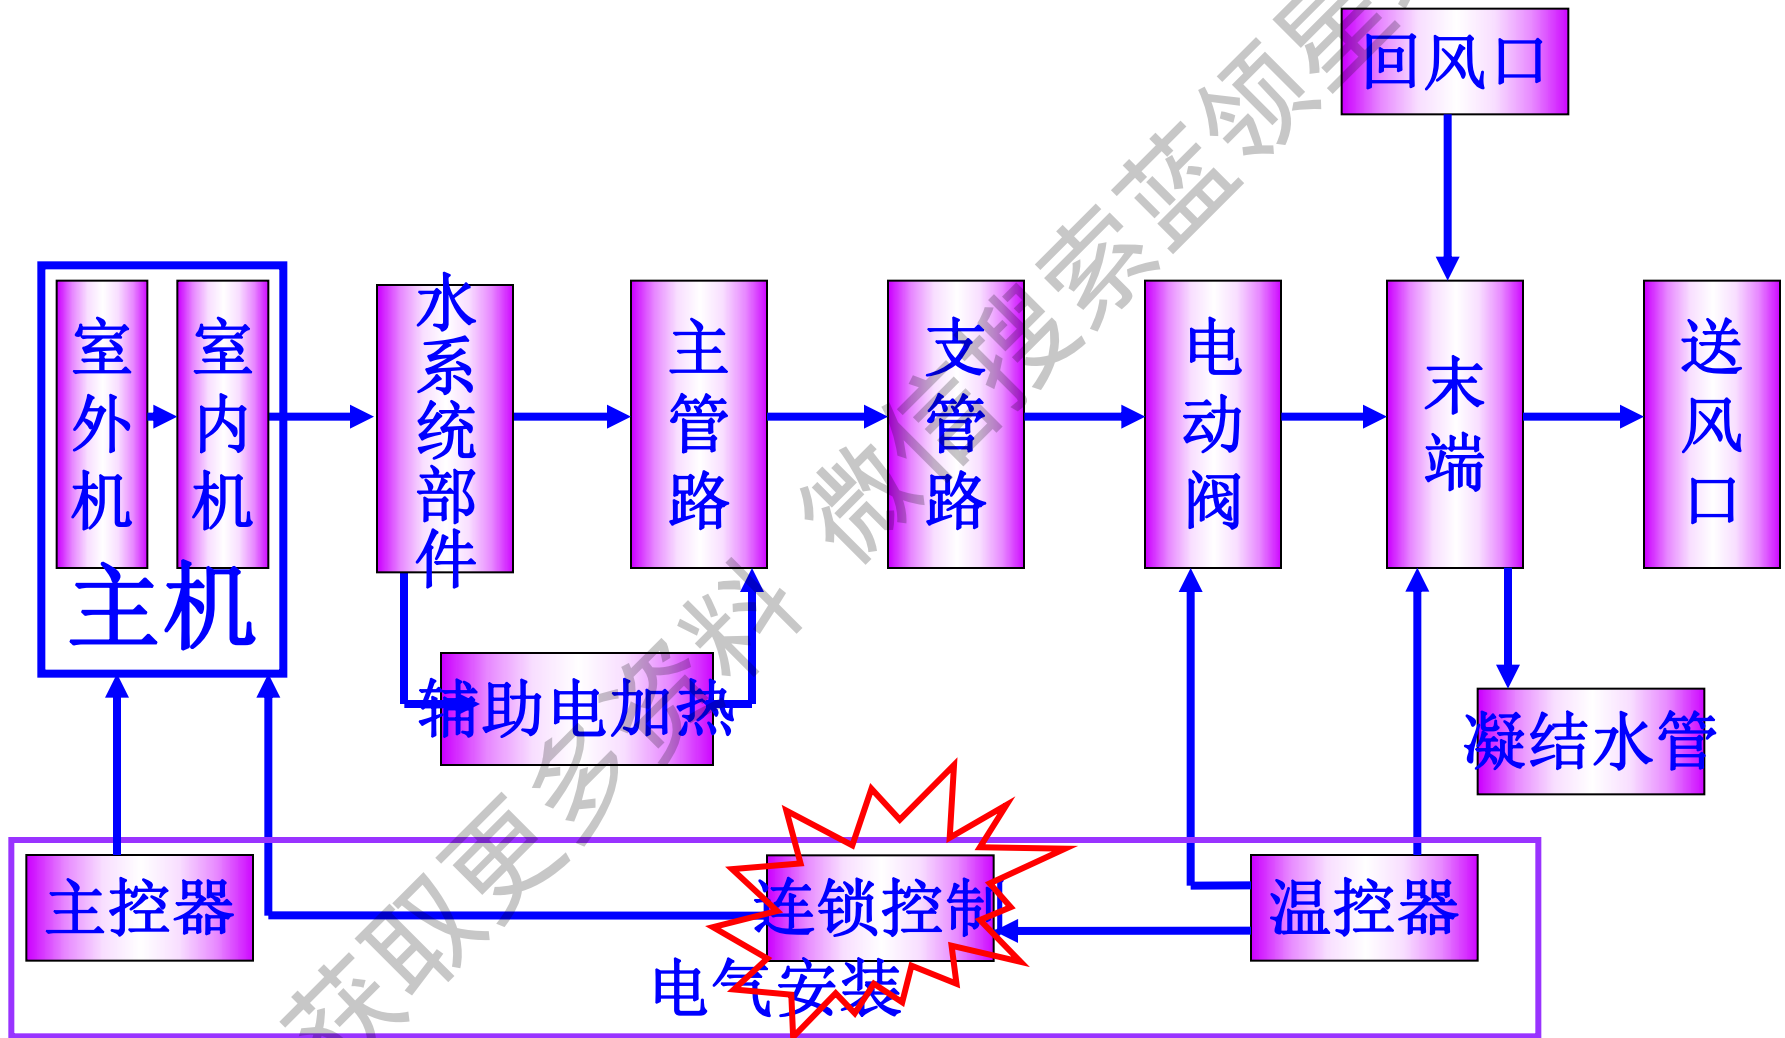 回风口
室外机
室内机
主机
水系统部件
主管路
支管路
电动阀
末端
送风口
辅助电加热
凝结水管
主控器
连锁控制
温控器
电气安装
获取更多资料 微信搜索蓝领星